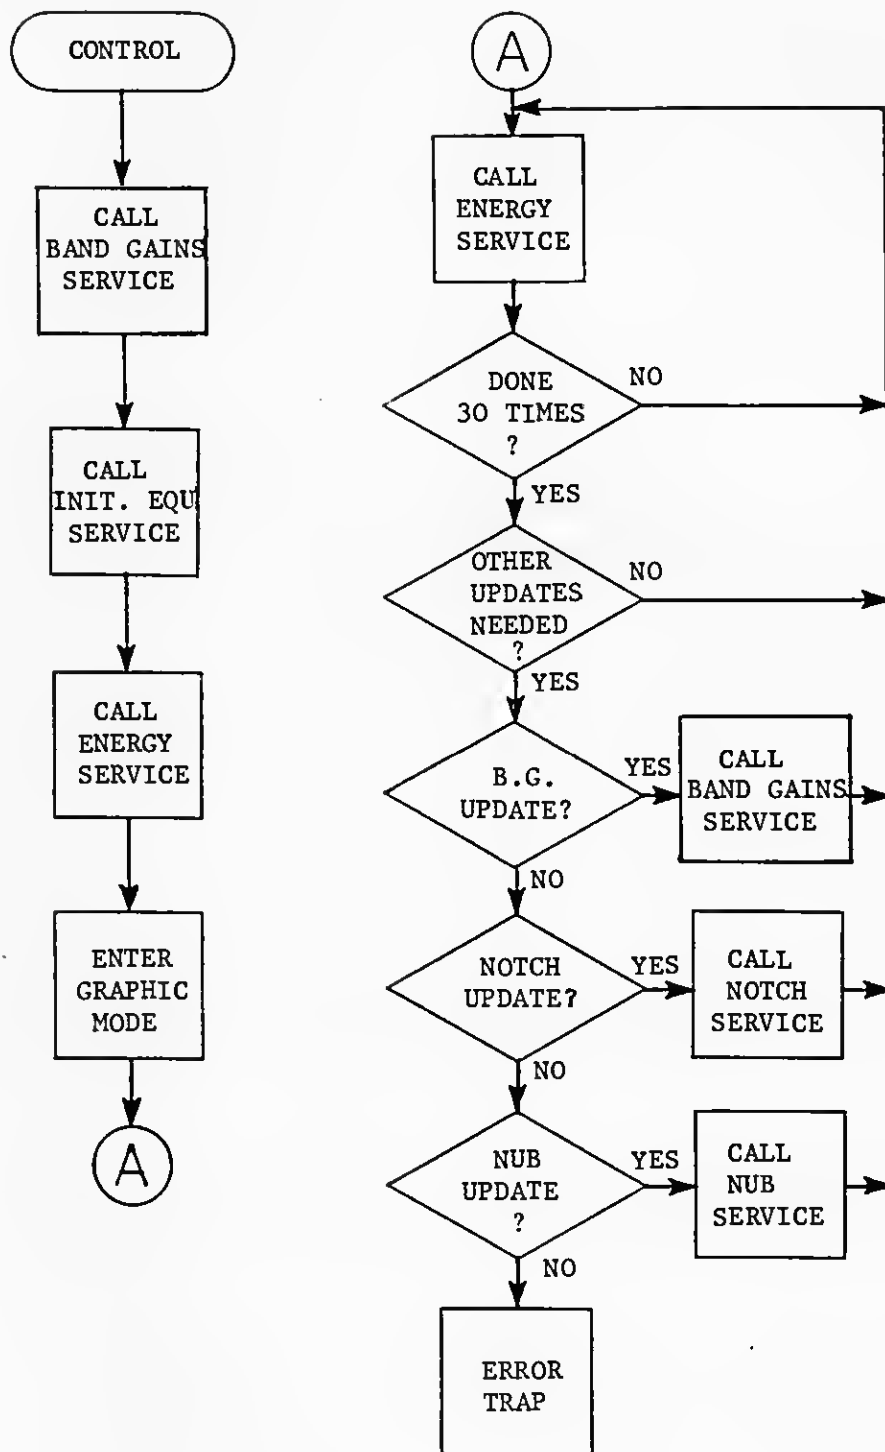 CONTROL
CALL
BAND GAINS
SERVICE
CALL
INIT. EQU
SERVICE
CALL
ENERGY
SERVICE
ENTER
GRAPHIC
MODE
A
A
CALL
ENERGY
SERVICE
DONE
30 TIMES
?
NO
YES
OTHER
UPDATES
NEEDED
?
NO
YES
B.G.
UPDATE?
YES
CALL
BAND GAINS
SERVICE
NO
NOTCH
UPDATE?
YES
CALL
NOTCH
SERVICE
NO
NUB
UPDATE
?
YES
CALL
NUB
SERVICE
NO
ERROR
TRAP